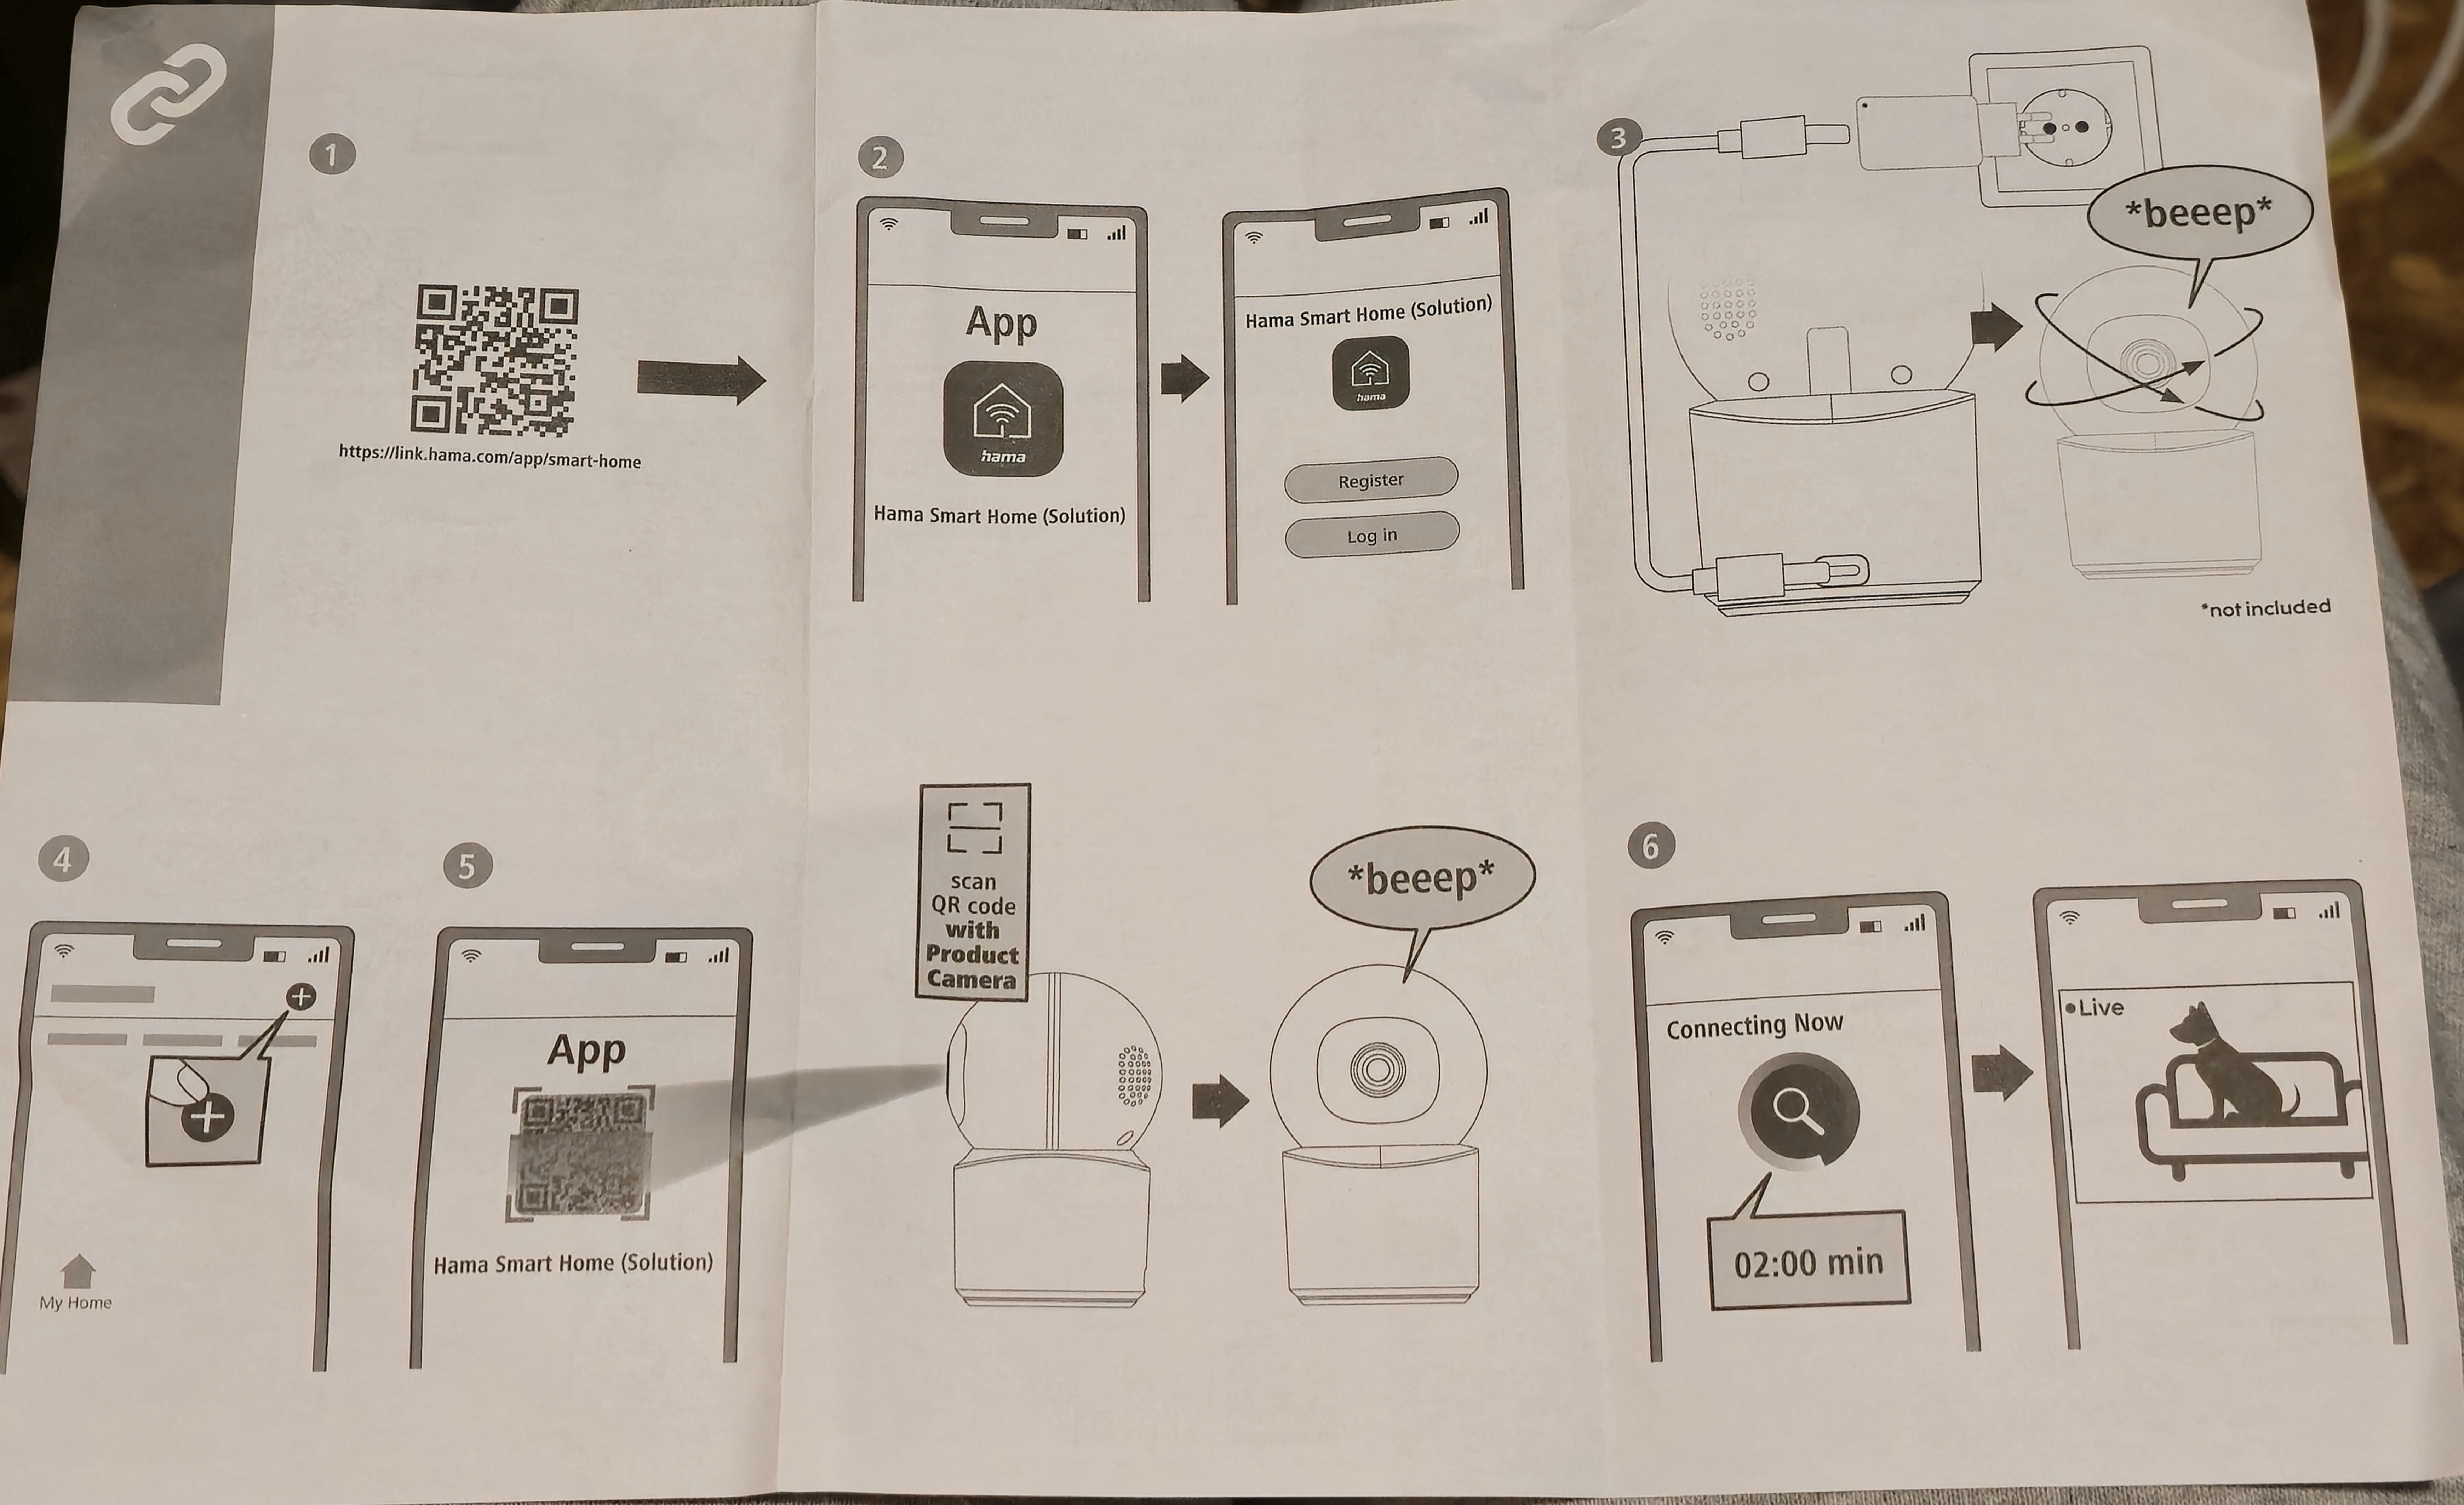 1
https://link.hama.com/app/smart-home
2
App
hama
Hama Smart Home (Solution)
Hama Smart Home (Solution)
hama
Register
Log in
3
*beeep*
*not included
4
My Home
5
App
Hama Smart Home (Solution)
scan
QR code
with
Product
Camera
*beeep*
6
Connecting Now
02:00 min
Live